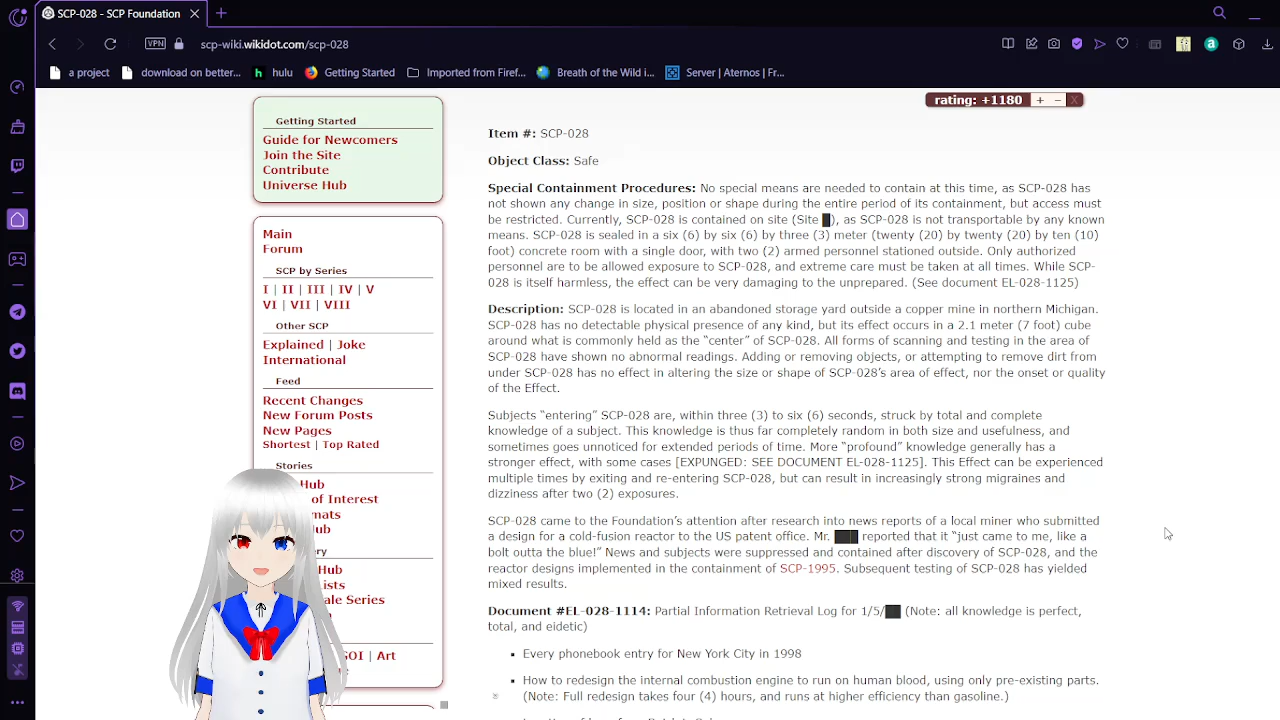 SCP-028 - SCP Foundation
VPN
scp-wiki.wikidot.com/scp-028
a project
download on better...
hulu
Getting Started
Imported from Firef...
Breath of the Wild i...
Server | Aternos | Fr...
rating: +1180 + – X
Getting Started
Guide for Newcomers
Join the Site
Contribute
Universe Hub
Main
Forum
SCP by Series
I | II | III | IV | V
VI | VII | VIII
Other SCP
Explained | Joke
International
Feed
Recent Changes
New Forum Posts
New Pages
Shortest | Top Rated
Stories
Hub
of Interest
mats
ub
ery
Hub
ists
ale Series
GOI | Art
Item #: SCP-028
Object Class: Safe
Special Containment Procedures: No special means are needed to contain at this time, as SCP-028 has
not shown any change in size, position or shape during the entire period of its containment, but access must
be restricted. Currently, SCP-028 is contained on site (Site █), as SCP-028 is not transportable by any known
means. SCP-028 is sealed in a six (6) by six (6) by three (3) meter (twenty (20) by twenty (20) by ten (10)
foot) concrete room with a single door, with two (2) armed personnel stationed outside. Only authorized
personnel are to be allowed exposure to SCP-028, and extreme care must be taken at all times. While SCP-
028 is itself harmless, the effect can be very damaging to the unprepared. (See document EL-028-1125)
Description: SCP-028 is located in an abandoned storage yard outside a copper mine in northern Michigan.
SCP-028 has no detectable physical presence of any kind, but its effect occurs in a 2.1 meter (7 foot) cube
around what is commonly held as the “center” of SCP-028. All forms of scanning and testing in the area of
SCP-028 have shown no abnormal readings. Adding or removing objects, or attempting to remove dirt from
under SCP-028 has no effect in altering the size or shape of SCP-028’s area of effect, nor the onset or quality
of the Effect.
Subjects “entering” SCP-028 are, within three (3) to six (6) seconds, struck by total and complete
knowledge of a subject. This knowledge is thus far completely random in both size and usefulness, and
sometimes goes unnoticed for extended periods of time. More “profound” knowledge generally has a
stronger effect, with some cases [EXPUNGED: SEE DOCUMENT EL-028-1125]. This Effect can be experienced
multiple times by exiting and re-entering SCP-028, but can result in increasingly strong migraines and
dizziness after two (2) exposures.
SCP-028 came to the Foundation’s attention after research into news reports of a local miner who submitted
a design for a cold-fusion reactor to the US patent office. Mr. ███ reported that it “just came to me, like a
bolt outta the blue!” News and subjects were suppressed and contained after discovery of SCP-028, and the
reactor designs implemented in the containment of SCP-1995. Subsequent testing of SCP-028 has yielded
mixed results.
Document #EL-028-1114: Partial Information Retrieval Log for 1/5/██ (Note: all knowledge is perfect,
total, and eidetic)
Every phonebook entry for New York City in 1998
How to redesign the internal combustion engine to run on human blood, using only pre-existing parts.
(Note: Full redesign takes four (4) hours, and runs at higher efficiency than gasoline.)